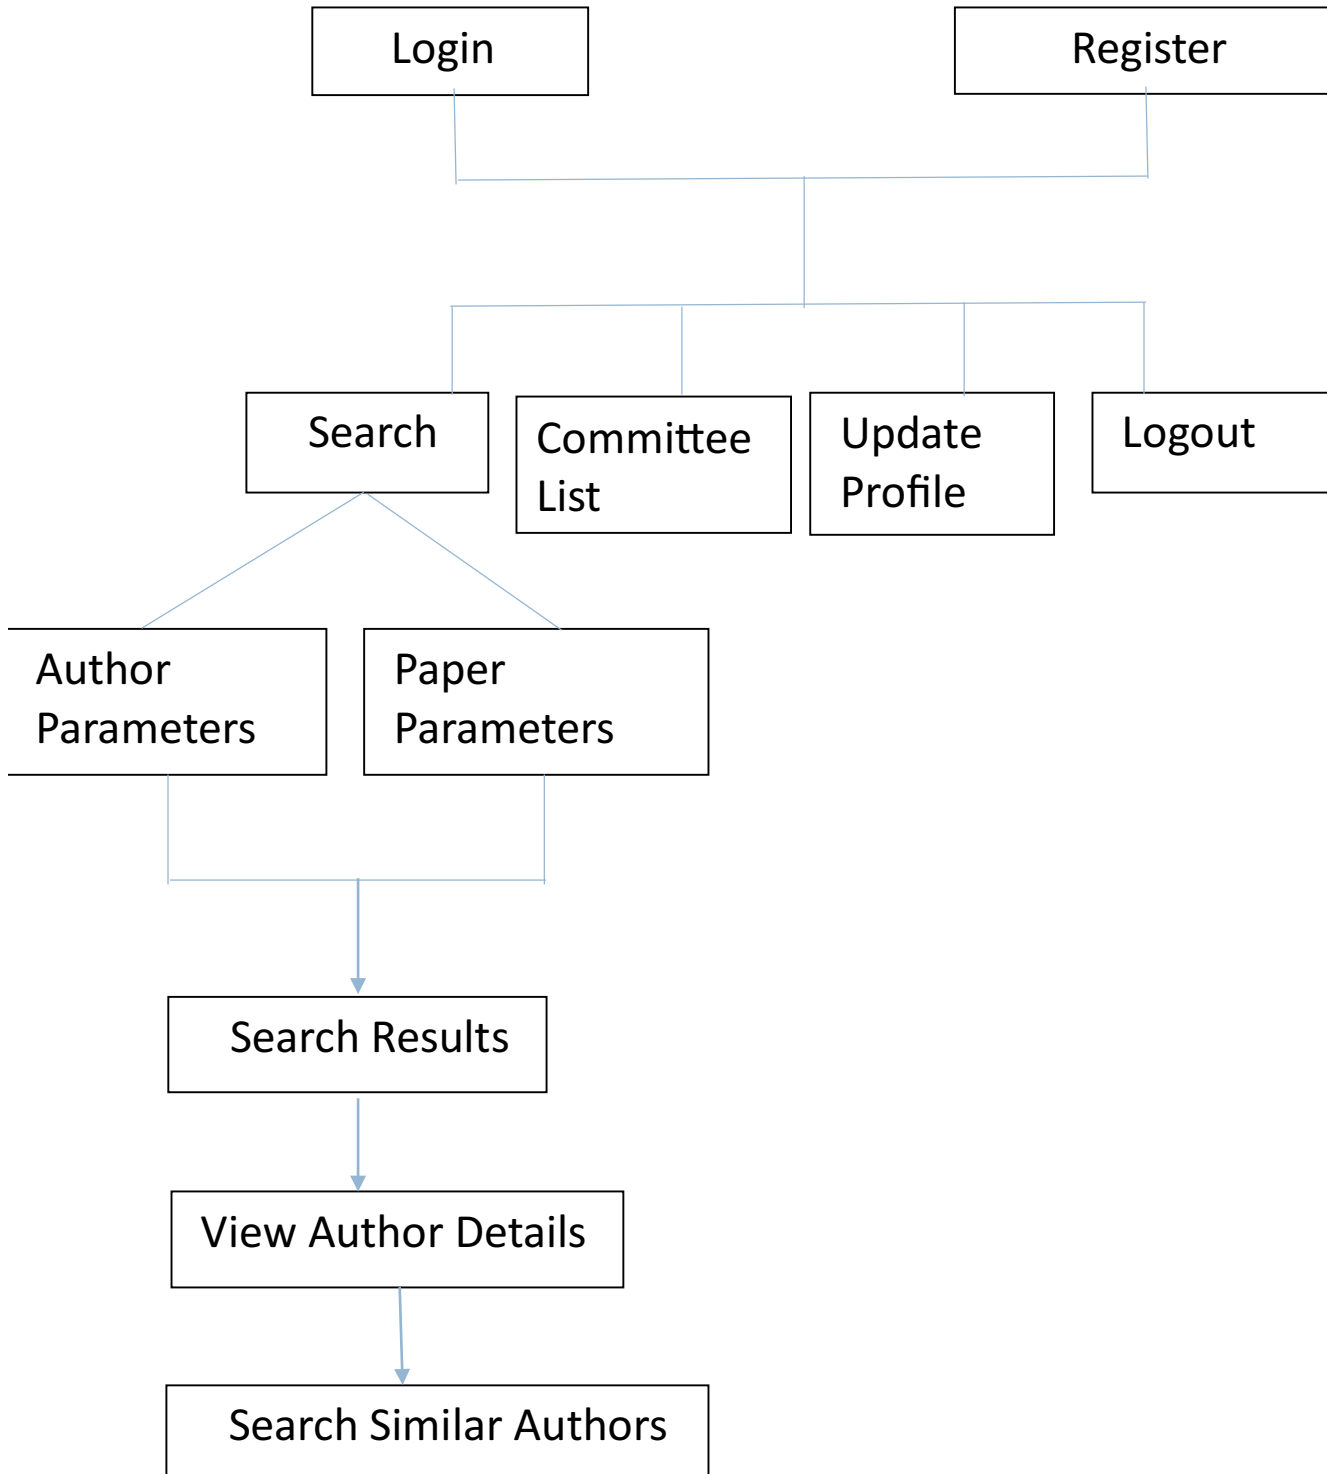 Login
Register
Search
Committee
List
Update
Profile
Logout
Author
Parameters
Paper
Parameters
Search Results
View Author Details
Search Similar Authors